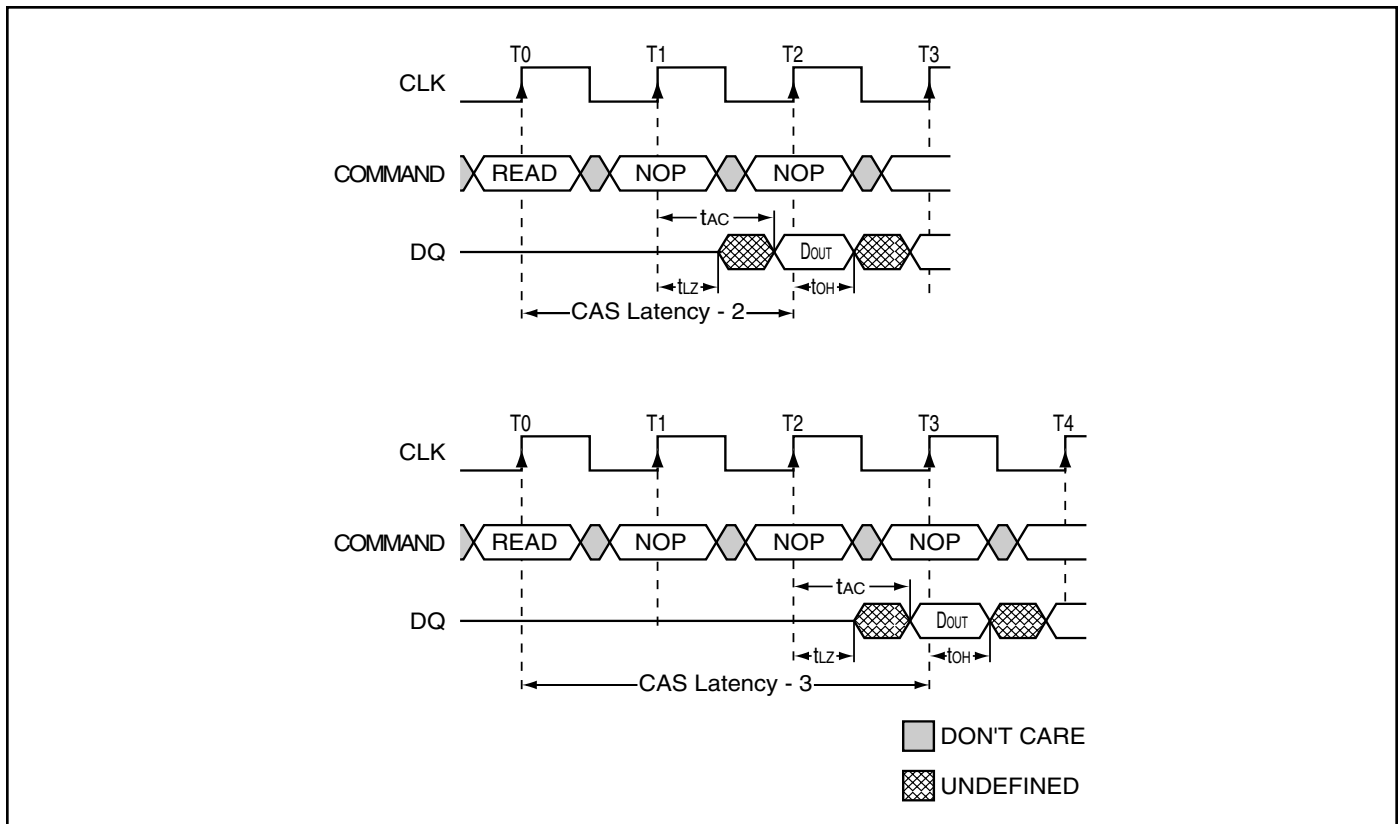 T0 T1 T2 T3
CLK
COMMAND READ NOP NOP
tAC
DQ DOUT
tLZ tOH
CAS Latency - 2
T0 T1 T2 T3 T4
CLK
COMMAND READ NOP NOP NOP
tAC
DQ DOUT
tLZ tOH
CAS Latency - 3
DON'T CARE
UNDEFINED